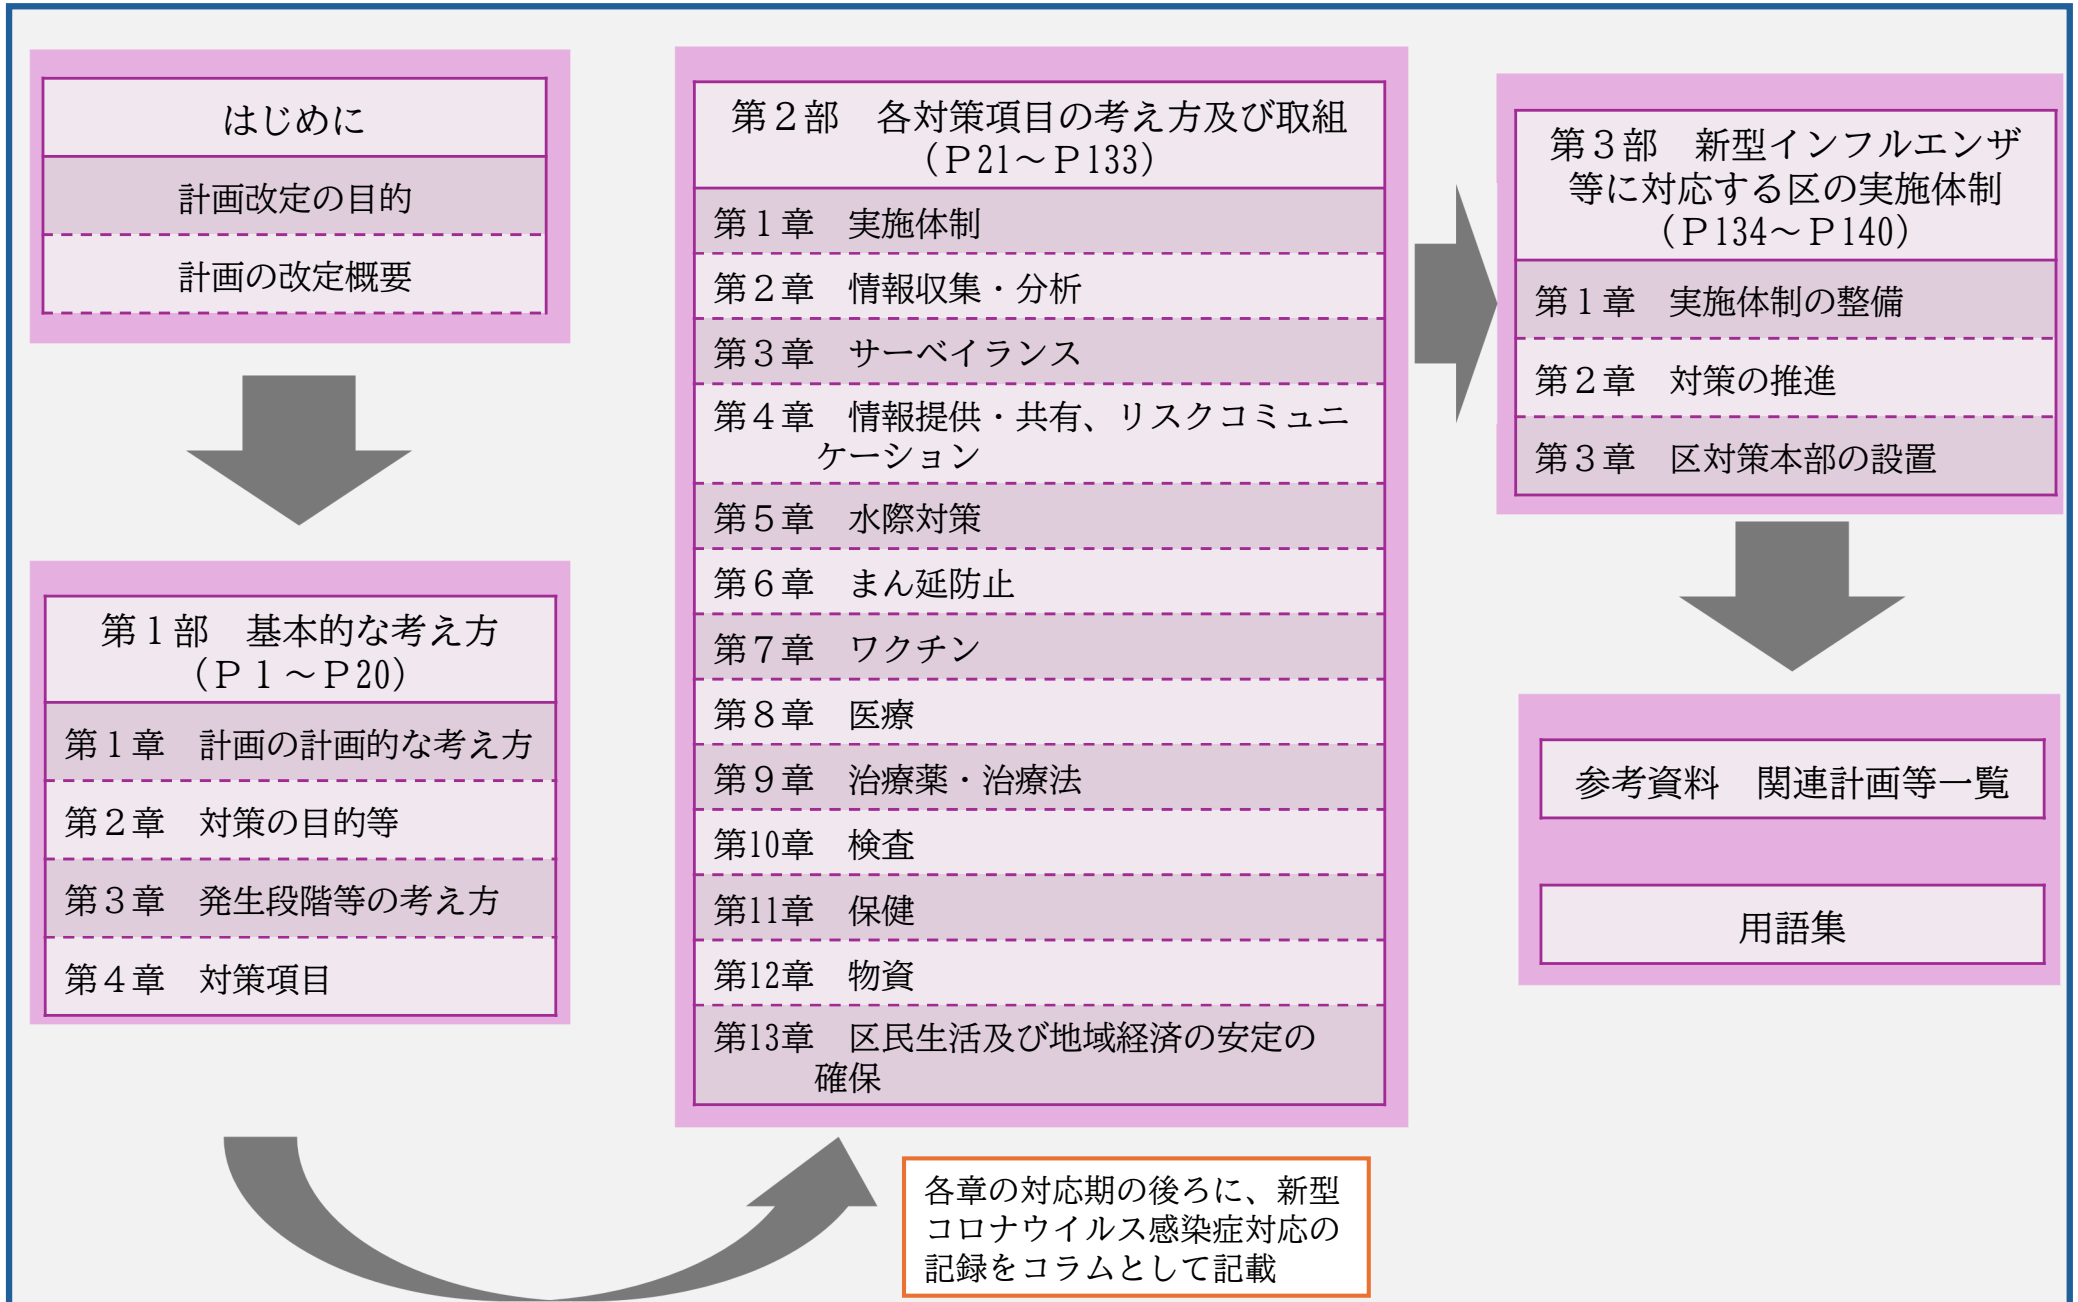 はじめに
計画改定の目的
計画の改定概要
第1部　基本的な考え方
（P1～P20）
第1章　計画の計画的な考え方
第2章　対策の目的等
第3章　発生段階等の考え方
第4章　対策項目
第2部　各対策項目の考え方及び取組
（P21～P133）
第1章　実施体制
第2章　情報収集・分析
第3章　サーベイランス
第4章　情報提供・共有、リスクコミュニ
ケーション
第5章　水際対策
第6章　まん延防止
第7章　ワクチン
第8章　医療
第9章　治療薬・治療法
第10章　検査
第11章　保健
第12章　物資
第13章　区民生活及び地域経済の安定の
確保
各章の対応期の後ろに、新型
コロナウイルス感染症対応の
記録をコラムとして記載
第3部　新型インフルエンザ
等に対応する区の実施体制
（P134～P140）
第1章　実施体制の整備
第2章　対策の推進
第3章　区対策本部の設置
参考資料　関連計画等一覧
用語集